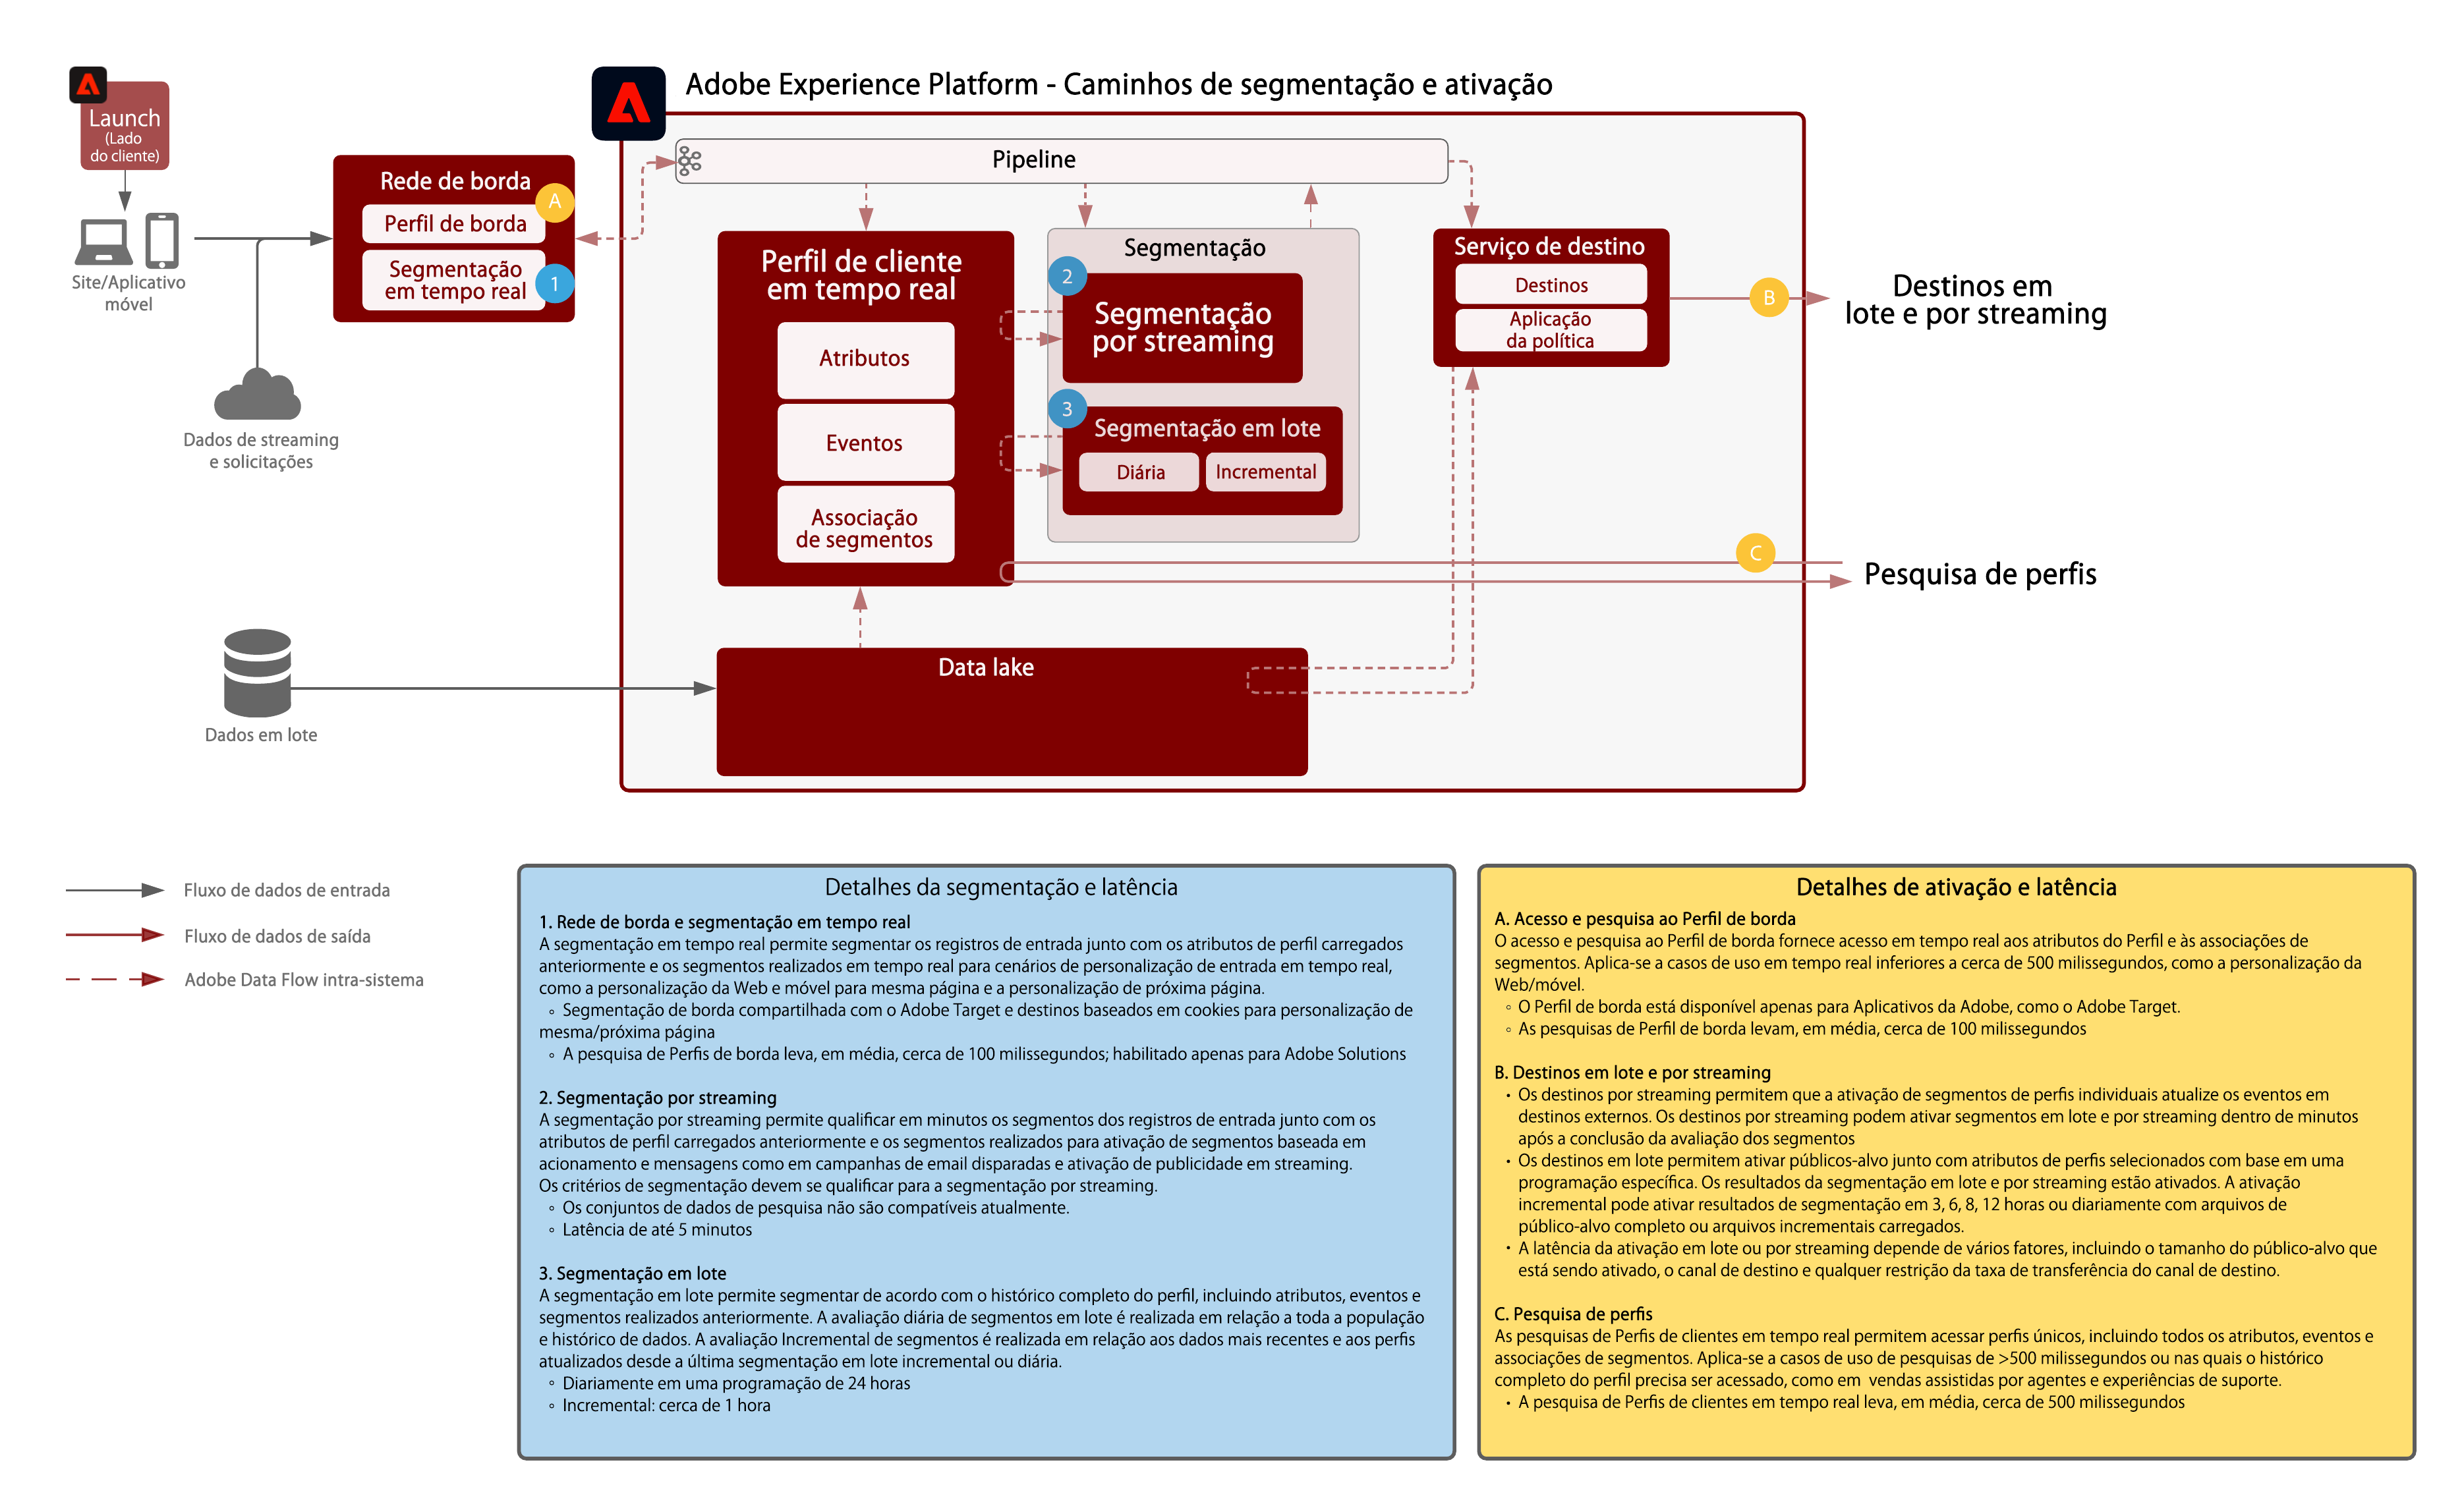 Adobe Experience Platform - Caminhos de segmentação e ativação
Launch
(Lado
do cliente)
Site/Aplicativo
móvel
Dados de streaming
e solicitações
Dados em lote
Rede de borda
A
Perfil de borda
Segmentação
em tempo real
1
Pipeline
Perfil de cliente
em tempo real
Atributos
Eventos
Associação
de segmentos
Segmentação
2
Segmentação
por streaming
3
Segmentação em lote
Diária
Incremental
Serviço de destino
Destinos
Aplicação
da política
B
Destinos em
lote e por streaming
C
Pesquisa de perfis
Data lake
Fluxo de dados de entrada
Fluxo de dados de saída
Adobe Data Flow intra-sistema
Detalhes da segmentação e latência
1. Rede de borda e segmentação em tempo real
A segmentação em tempo real permite segmentar os registros de entrada junto com os atributos de perfil carregados
anteriormente e os segmentos realizados em tempo real para cenários de personalização de entrada em tempo real,
como a personalização da Web e móvel para mesma página e a personalização de próxima página.
◦ Segmentação de borda compartilhada com o Adobe Target e destinos baseados em cookies para personalização de
mesma/próxima página
◦ A pesquisa de Perfis de borda leva, em média, cerca de 100 milissegundos; habilitado apenas para Adobe Solutions
2. Segmentação por streaming
A segmentação por streaming permite qualificar em minutos os segmentos dos registros de entrada junto com os
atributos de perfil carregados anteriormente e os segmentos realizados para ativação de segmentos baseada em
acionamento e mensagens como em campanhas de email disparadas e ativação de publicidade em streaming.
Os critérios de segmentação devem se qualificar para a segmentação por streaming.
◦ Os conjuntos de dados de pesquisa não são compatíveis atualmente.
◦ Latência de até 5 minutos
3. Segmentação em lote
A segmentação em lote permite segmentar de acordo com o histórico completo do perfil, incluindo atributos, eventos e
segmentos realizados anteriormente. A avaliação diária de segmentos em lote é realizada em relação a toda a população
e histórico de dados. A avaliação Incremental de segmentos é realizada em relação aos dados mais recentes e aos perfis
atualizados desde a última segmentação em lote incremental ou diária.
◦ Diariamente em uma programação de 24 horas
◦ Incremental: cerca de 1 hora
Detalhes de ativação e latência
A. Acesso e pesquisa ao Perfil de borda
O acesso e pesquisa ao Perfil de borda fornece acesso em tempo real aos atributos do Perfil e às associações de
segmentos. Aplica-se a casos de uso em tempo real inferiores a cerca de 500 milissegundos, como a personalização da
Web/móvel.
◦ O Perfil de borda está disponível apenas para Aplicativos da Adobe, como o Adobe Target.
◦ As pesquisas de Perfil de borda levam, em média, cerca de 100 milissegundos
B. Destinos em lote e por streaming
• Os destinos por streaming permitem que a ativação de segmentos de perfis individuais atualize os eventos em
destinos externos. Os destinos por streaming podem ativar segmentos em lote e por streaming dentro de minutos
após a conclusão da avaliação dos segmentos
• Os destinos em lote permitem ativar públicos-alvo junto com atributos de perfis selecionados com base em uma
programação específica. Os resultados da segmentação em lote e por streaming estão ativados. A ativação
incremental pode ativar resultados de segmentação em 3, 6, 8, 12 horas ou diariamente com arquivos de
público-alvo completo ou arquivos incrementais carregados.
• A latência da ativação em lote ou por streaming depende de vários fatores, incluindo o tamanho do público-alvo que
está sendo ativado, o canal de destino e qualquer restrição da taxa de transferência do canal de destino.
C. Pesquisa de perfis
As pesquisas de Perfis de clientes em tempo real permitem acessar perfis únicos, incluindo todos os atributos, eventos e
associações de segmentos. Aplica-se a casos de uso de pesquisas de >500 milissegundos ou nas quais o histórico
completo do perfil precisa ser acessado, como em vendas assistidas por agentes e experiências de suporte.
• A pesquisa de Perfis de clientes em tempo real leva, em média, cerca de 500 milissegundos